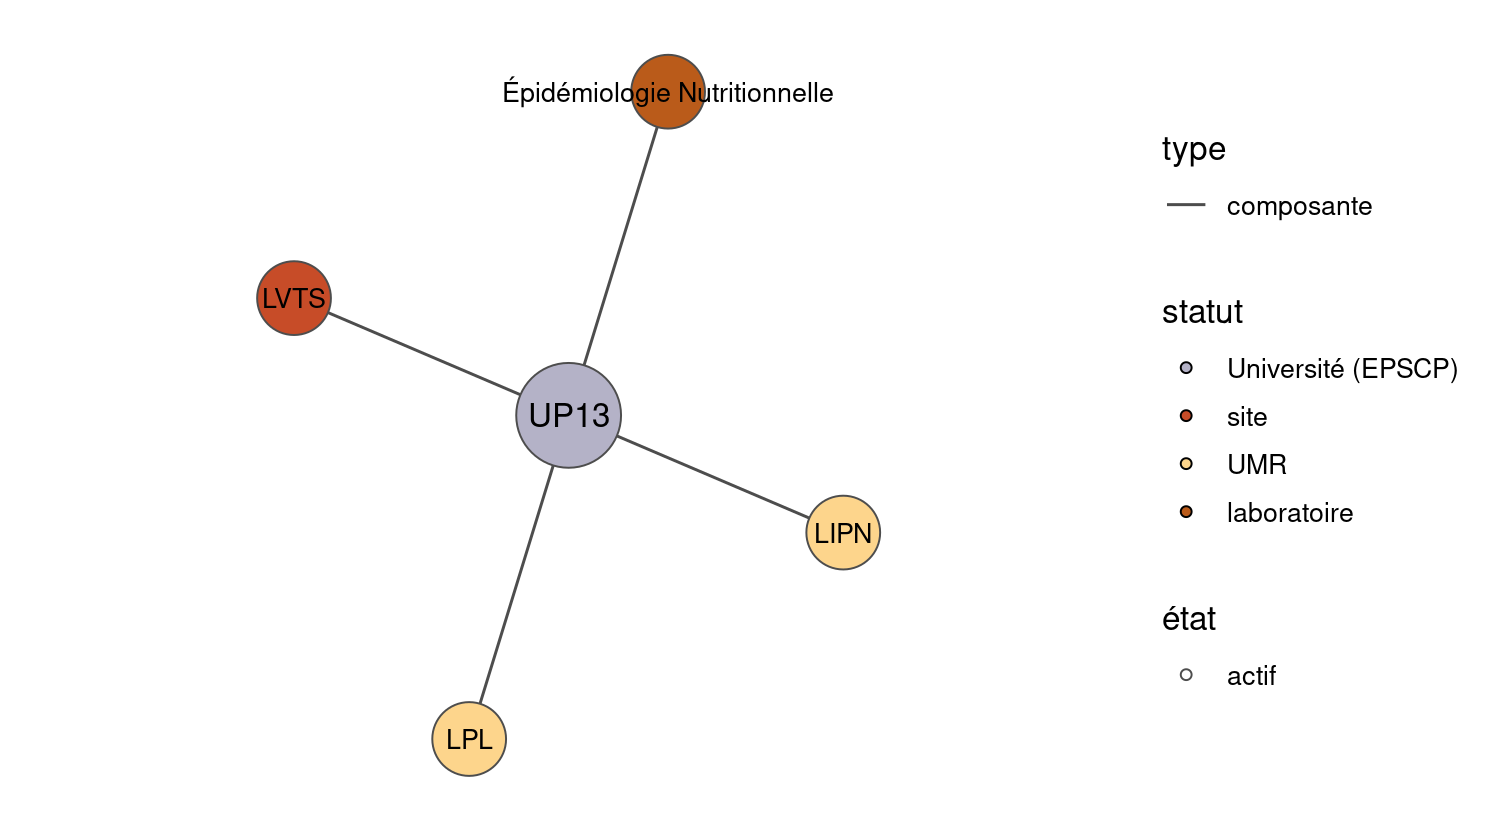 Épidémiologie Nutritionnelle
LVTS
UP13
LIPN
LPL
type
composante
statut
Université (EPSCP)
site
UMR
laboratoire
état
actif